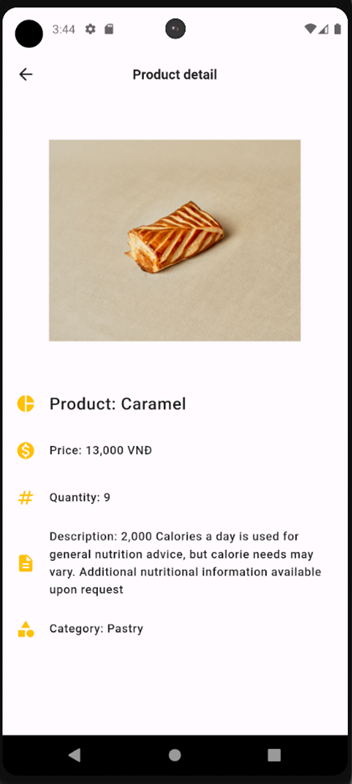 3:44
Product detail
Product: Caramel
Price: 13,000 VNĐ
Quantity: 9
Description: 2,000 Calories a day is used for
general nutrition advice, but calorie needs may
vary. Additional nutritional information available
upon request
Category: Pastry